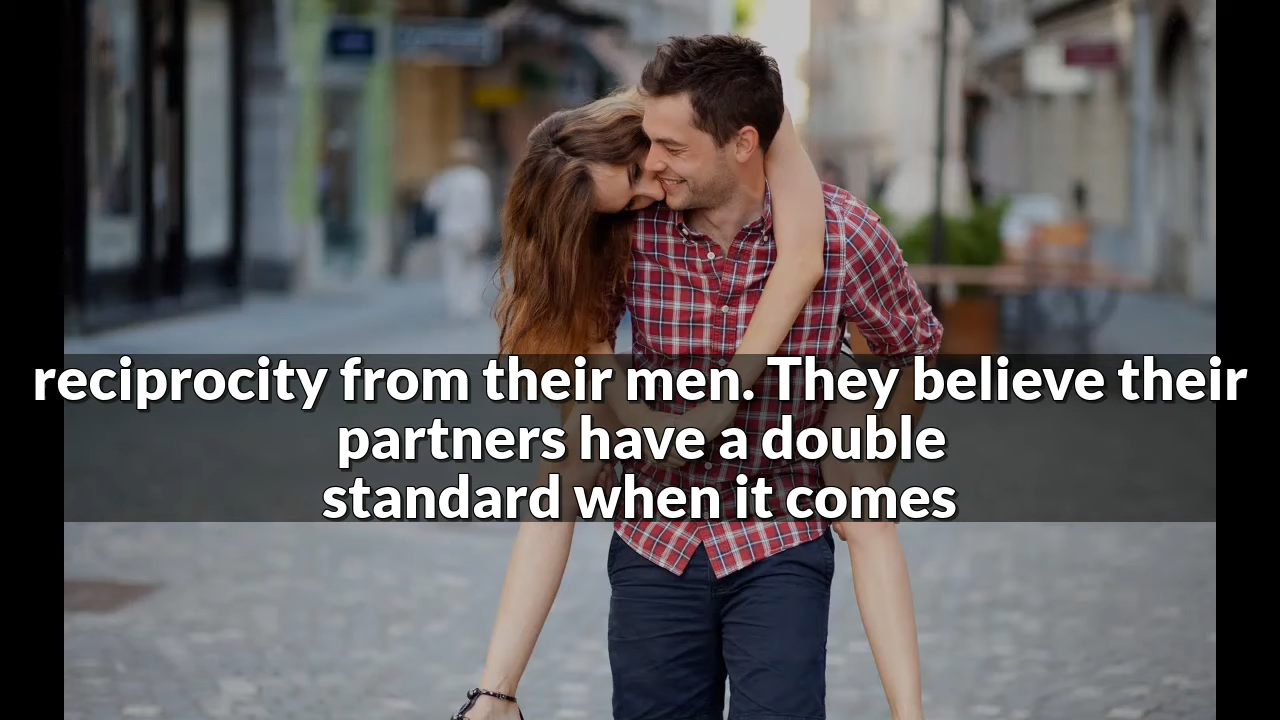 reciprocity from their men. They believe their
partners have a double
standard when it comes